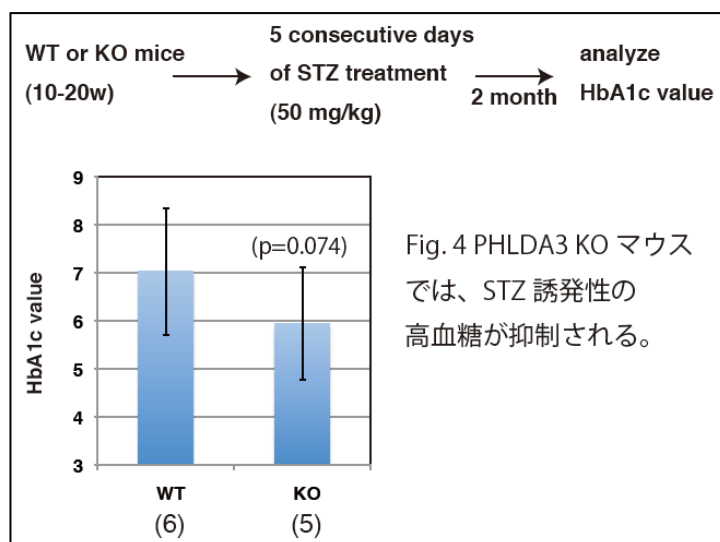 WT or KO mice
(10-20w)
5 consecutive days
of STZ treatment
(50 mg/kg)
2 month
analyze
HbA1c value
HbA1c value
9
8
7
6
5
4
3
(p=0.074)
WT
(6)
KO
(5)
Fig. 4 PHLDA3 KO マウス
では、STZ 誘発性の
高血糖が抑制される。